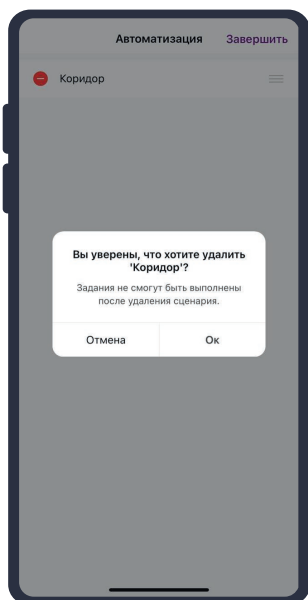 Автоматизация Завершить
Коридор
Вы уверены, что хотите удалить
'Коридор'?
Задания не смогут быть выполнены
после удаления сценария.
Отмена Ок